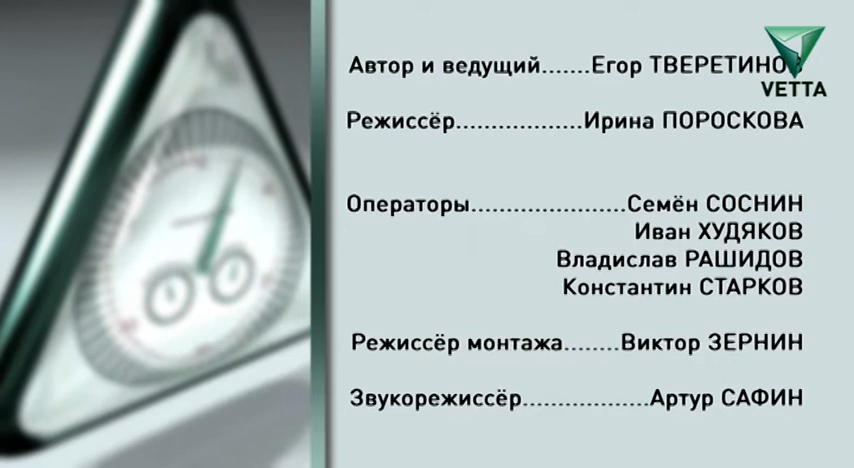 Автор и ведущий.......Егор ТВЕРЕТИНОВ
VETTA
Режиссёр..................Ирина ПОРОСКОВА
Операторы......................Семён СОСНИН
Иван ХУДЯКОВ
Владислав РАШИДОВ
Константин СТАРКОВ
Режиссёр монтажа........Виктор ЗЕРНИН
Звукорежиссёр..................Артур САФИН